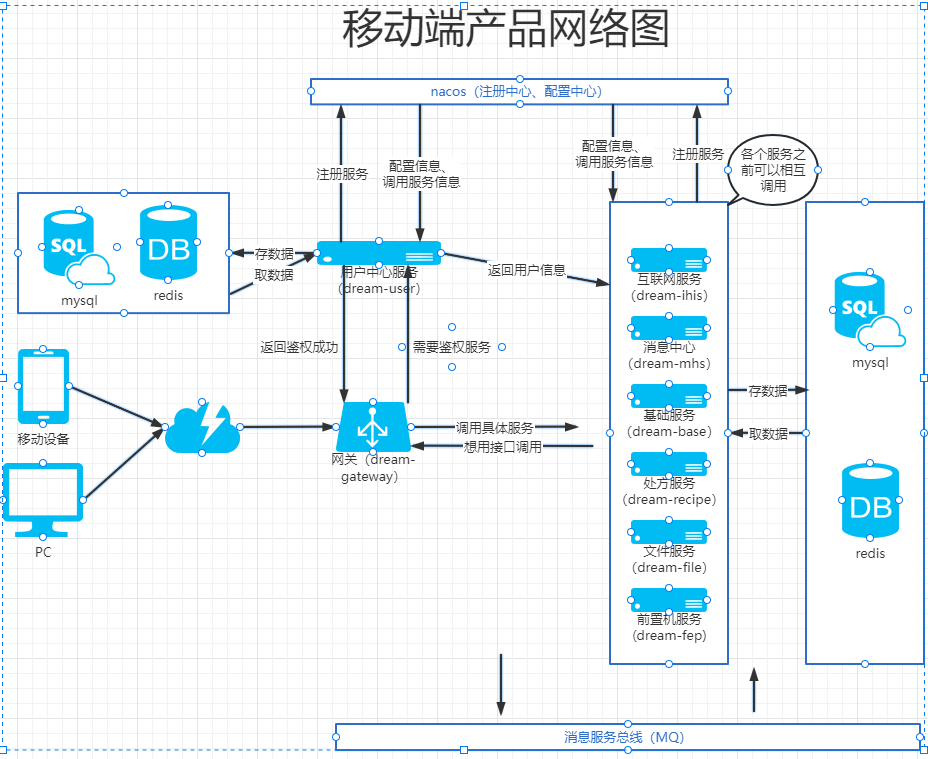 移动端产品网络图
nacos（注册中心、配置中心）
注册服务
配置信息、
调用服务信息
配置信息、
调用服务信息
注册服务
各个服务之
前可以相互
调用
SQL
mysql
DB
redis
存数据
取数据
用户中心服务
（dream-user）
返回用户信息
互联网服务
（dream-ihis）
消息中心
（dream-mhs）
基础服务
（dream-base）
处方服务
（dream-recipe）
文件服务
（dream-file）
前置机服务
（dream-fep）
SQL
mysql
存数据
取数据
DB
redis
返回鉴权成功
需要鉴权服务
移动设备
PC
网关（dream-
gateway）
调用具体服务
想用接口调用
消息服务总线（MQ）